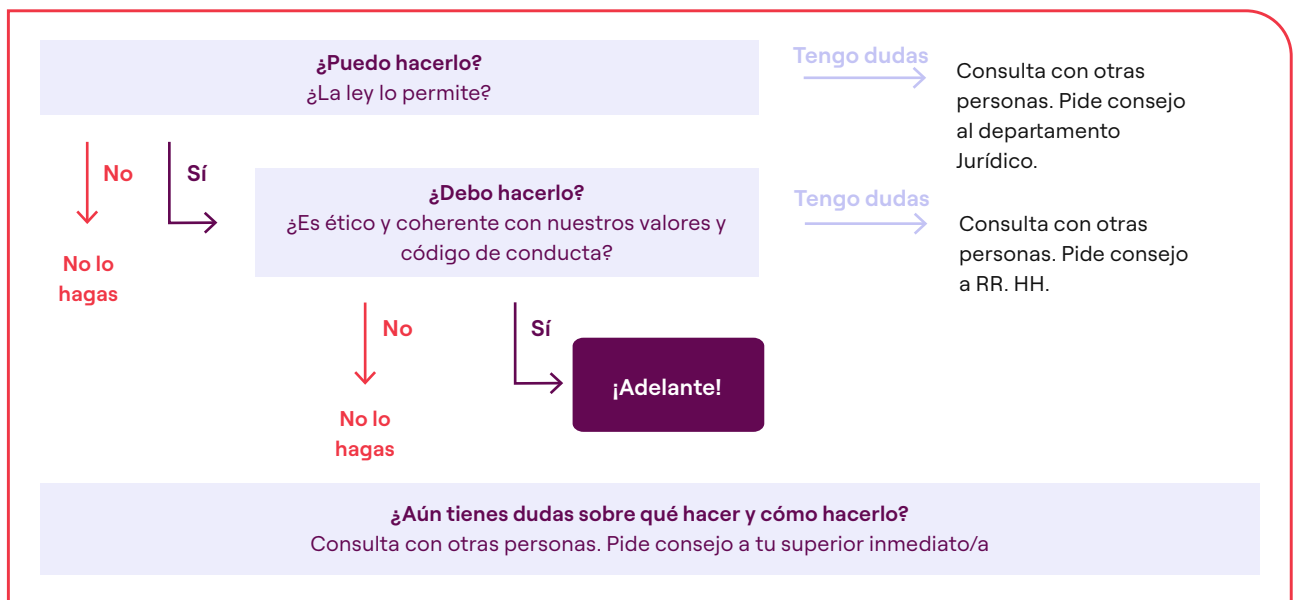 ¿Puedo hacerlo?
¿La ley lo permite?
Tengo dudas
Consulta con otras
personas. Pide consejo
al departamento
Jurídico.
No
Sí
No lo
hagas
¿Debo hacerlo?
¿Es ético y coherente con nuestros valores y
código de conducta?
Tengo dudas
Consulta con otras
personas. Pide consejo
a RR. HH.
No
Sí
No lo
hagas
¡Adelante!
¿Aún tienes dudas sobre qué hacer y cómo hacerlo?
Consulta con otras personas. Pide consejo a tu superior inmediato/a